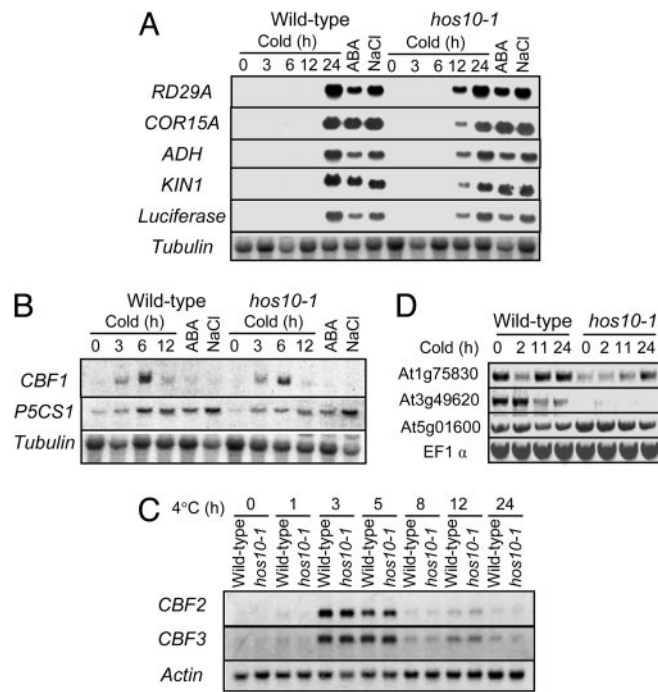 A
Wild-type hos10-1
Cold (h) ABA NaCl Cold (h) ABA NaCl
0 3 6 12 24 0 3 6 12 24
RD29A
COR15A
ADH
KIN1
Luciferase
Tubulin
B
Wild-type hos10-1
Cold (h) ABA NaCl Cold (h) ABA NaCl
0 3 6 12 0 3 6 12
CBF1
P5CS1
Tubulin
D
Wild-type hos10-1
Cold (h) 0 2 11 24 0 2 11 24
At1g75830
At3g49620
At5g01600
EF1 α
C
4°C (h) 0 1 3 5 8 12 24
Wild-type hos10-1 Wild-type hos10-1 Wild-type hos10-1 Wild-type hos10-1 Wild-type hos10-1 Wild-type hos10-1 Wild-type hos10-1
CBF2
CBF3
Actin